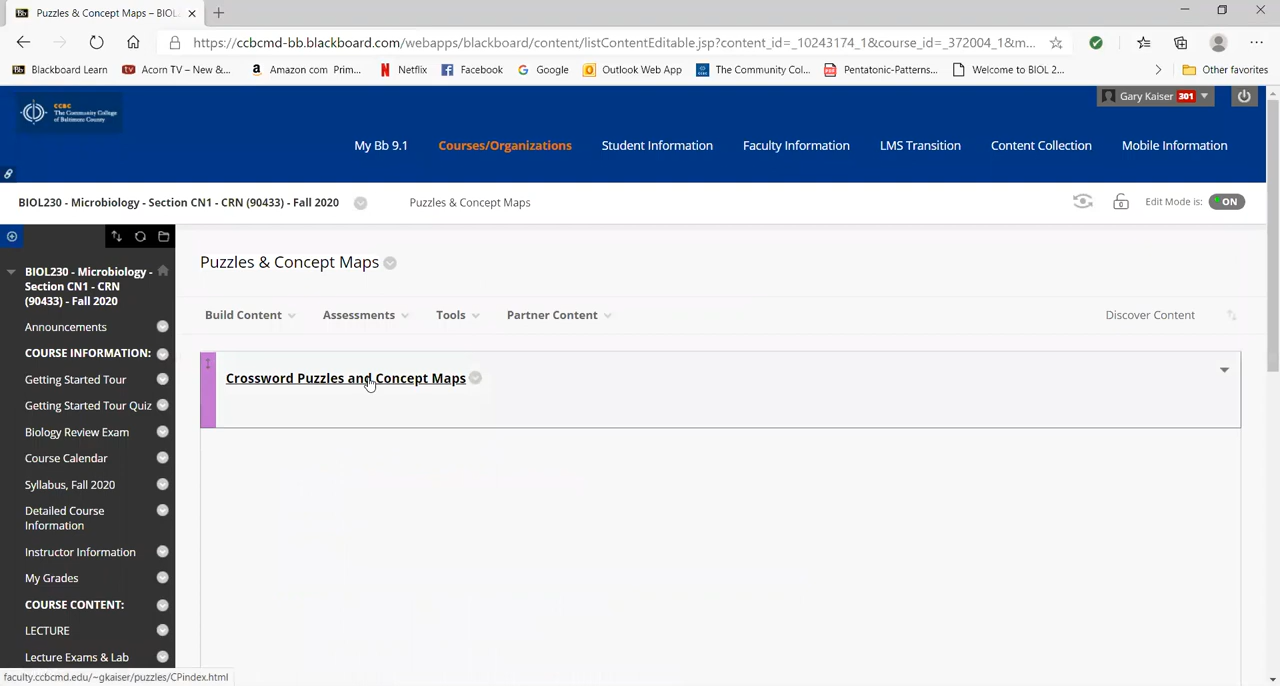 Puzzles & Concept Maps – BIOL
https://ccbcmd-bb.blackboard.com/webapps/blackboard/content/listContentEditable.jsp?content_id=_10243174_1&course_id=_372004_1&m...
Blackboard Learn
Acorn TV – New &...
Amazon com Prim...
Netflix
Facebook
Google
Outlook Web App
The Community Col...
Pentatonic-Patterns...
Welcome to BIOL 2...
Other favorites
Gary Kaiser 301
CCBC
The Community College
of Baltimore County
My Bb 9.1
Courses/Organizations
Student Information
Faculty Information
LMS Transition
Content Collection
Mobile Information
BIOL230 - Microbiology - Section CN1 - CRN (90433) - Fall 2020
Puzzles & Concept Maps
Edit Mode is: ON
BIOL230 - Microbiology -
Section CN1 - CRN
(90433) - Fall 2020
Announcements
COURSE INFORMATION:
Getting Started Tour
Getting Started Tour Quiz
Biology Review Exam
Course Calendar
Syllabus, Fall 2020
Detailed Course
Information
Instructor Information
My Grades
COURSE CONTENT:
LECTURE
Lecture Exams & Lab
Puzzles & Concept Maps
Build Content
Assessments
Tools
Partner Content
Discover Content
Crossword Puzzles and Concept Maps
faculty.ccbcmd.edu/~gkaiser/puzzles/CPindex.html